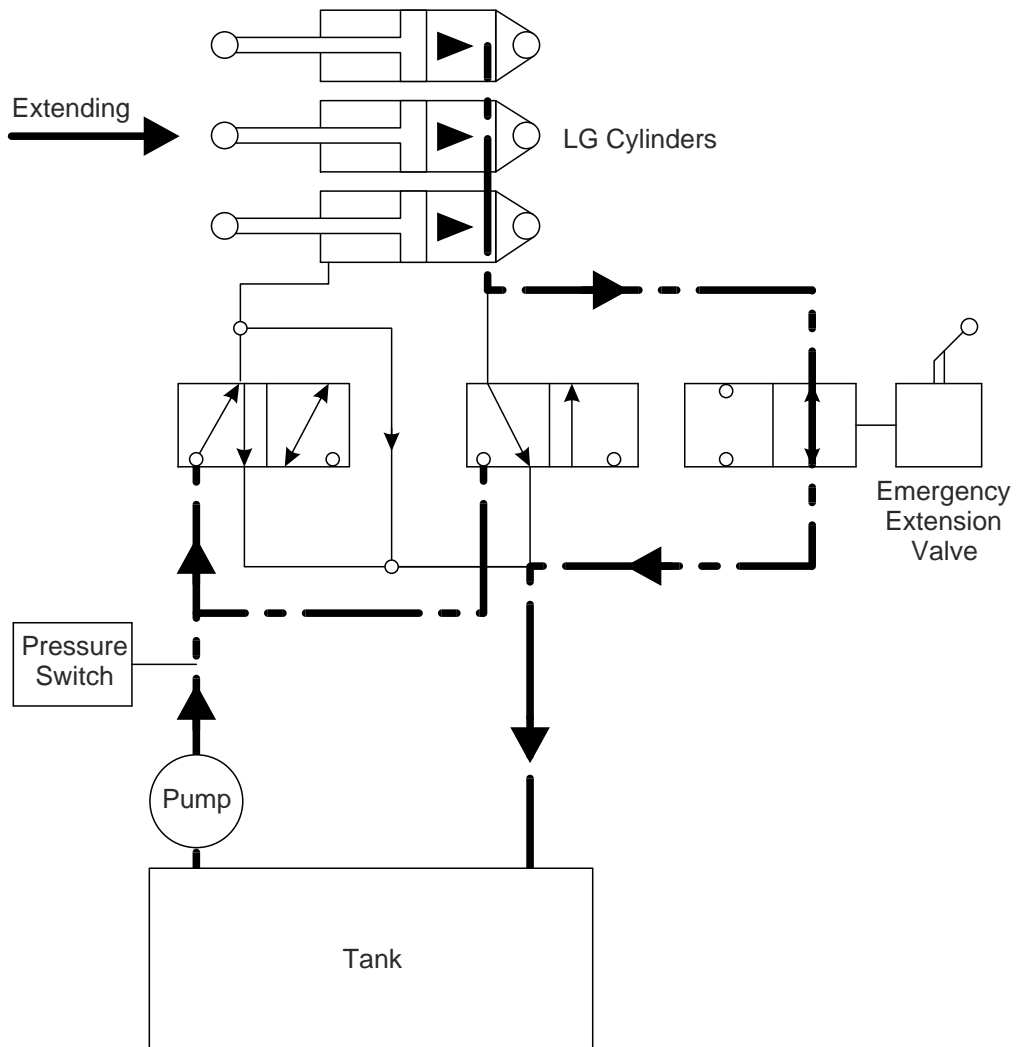 Extending
LG Cylinders
Emergency
Extension
Valve
Pressure
Switch
Pump
Tank